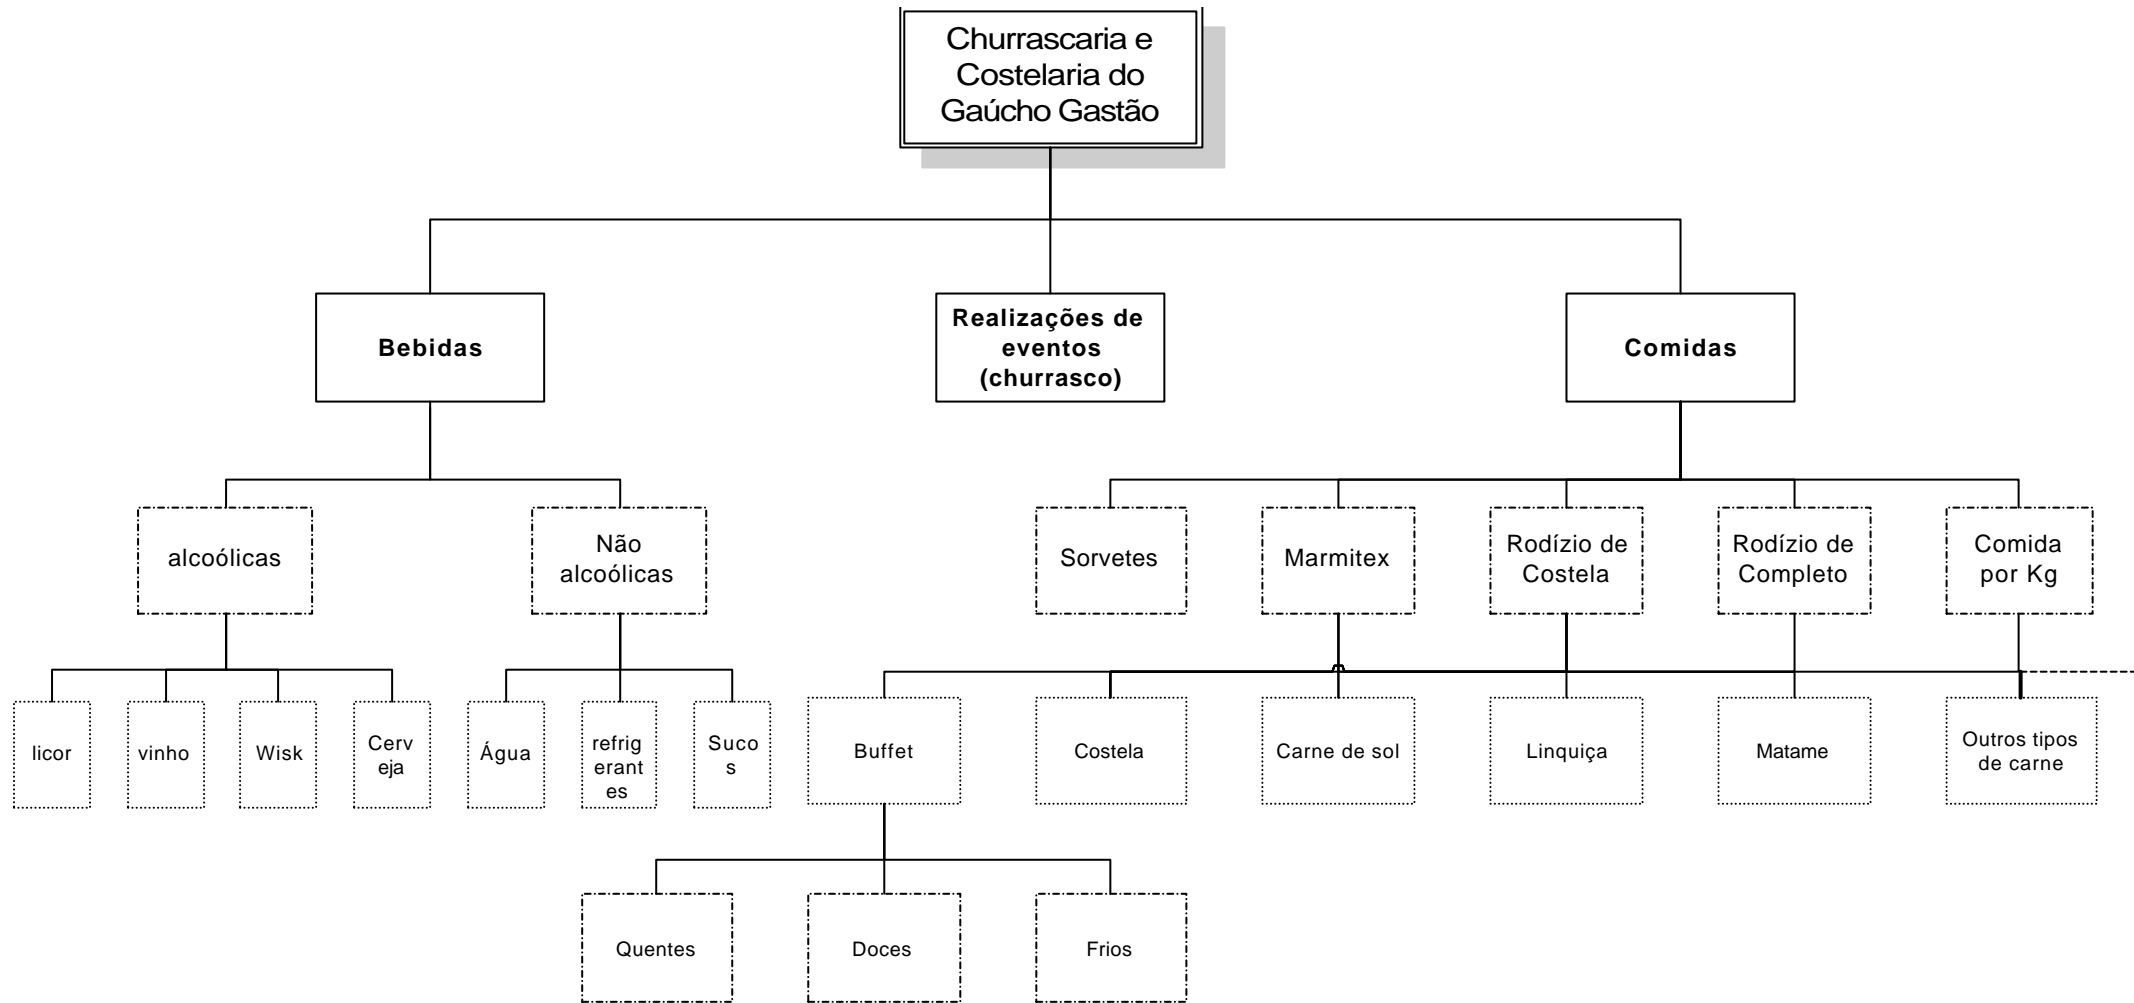 Churrascaria e
Costelaria do
Gaúcho Gastão
Bebidas
Realizações de
eventos
(churrasco)
Comidas
alcoólicas
Não
alcoólicas
Sorvetes
Marmitex
Rodízio de
Costela
Rodízio de
Completo
Comida
por Kg
licor
vinho
Wisk
Cerv
eja
Água
refrig
erant
es
Suco
s
Buffet
Costela
Carne de sol
Linquiça
Matame
Outros tipos
de carne
Quentes
Doces
Frios